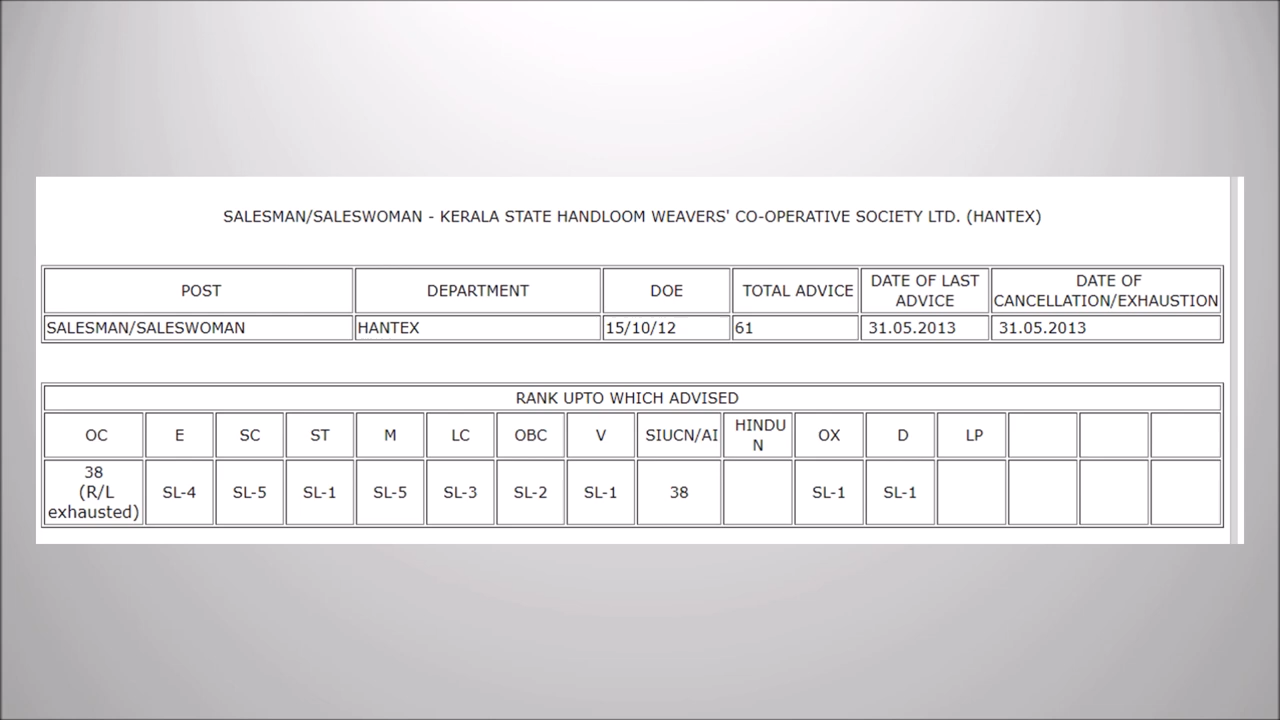 SALESMAN/SALESWOMAN - KERALA STATE HANDLOOM WEAVERS' CO-OPERATIVE SOCIETY LTD. (HANTEX)
POST DEPARTMENT DOE TOTAL ADVICE DATE OF LAST ADVICE DATE OF CANCELLATION/EXHAUSTION
SALESMAN/SALESWOMAN HANTEX 15/10/12 61 31.05.2013 31.05.2013
RANK UPTO WHICH ADVISED
OC E SC ST M LC OBC V SIUCN/AI HINDU N OX D LP
38 (R/L exhausted) SL-4 SL-5 SL-1 SL-5 SL-3 SL-2 SL-1 38 SL-1 SL-1